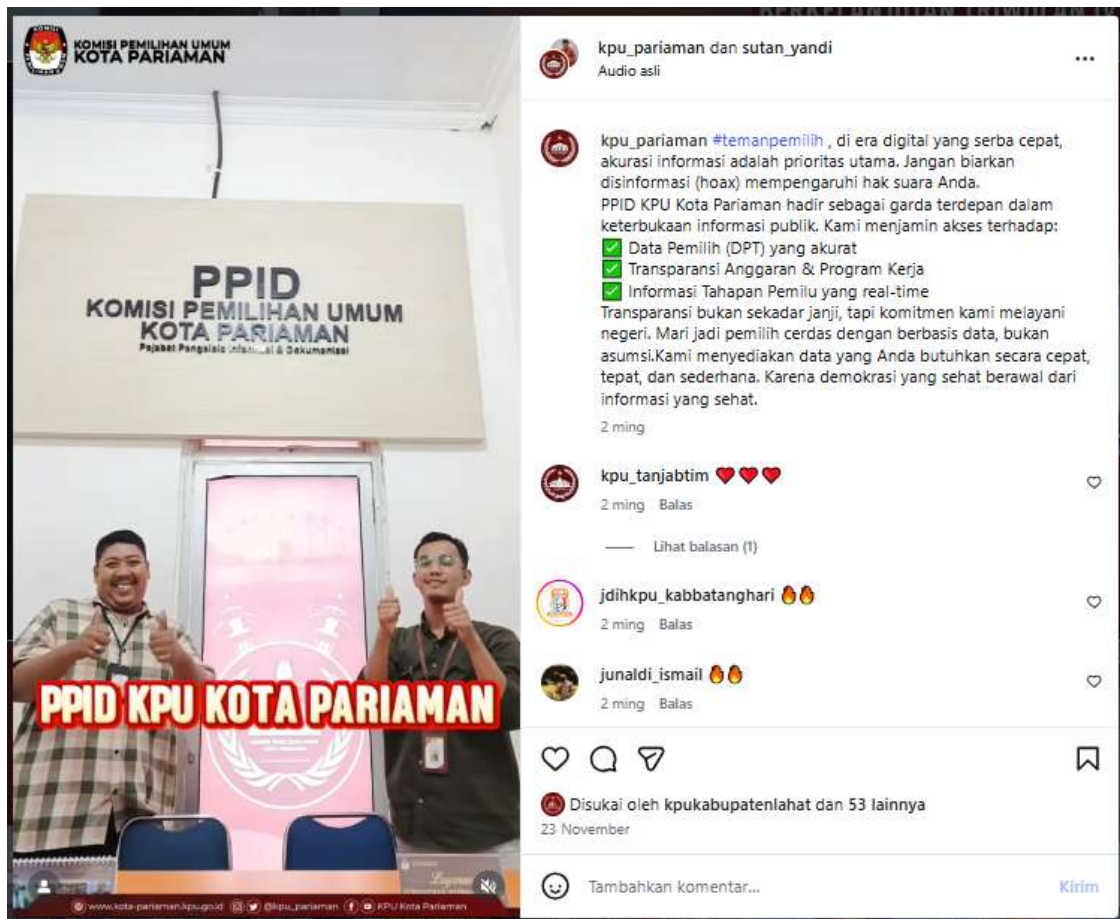 KOMISI PEMILIHAN UMUM
KOTA PARIAMAN
PPID
KOMISI PEMILIHAN UMUM
KOTA PARIAMAN
Pejabat Pengelola Informasi & Dokumentasi
PPID KPU KOTA PARIAMAN
www.kota-pariaman.kpu.go.id @kpu_pariaman KPU Kota Pariaman
kpu_pariaman dan sutan_yandi
Audio asli
kpu_pariaman #temanpemilih , di era digital yang serba cepat,
akurasi informasi adalah prioritas utama. Jangan biarkan
disinformasi (hoax) mempengaruhi hak suara Anda.
PPID KPU Kota Pariaman hadir sebagai garda terdepan dalam
keterbukaan informasi publik. Kami menjamin akses terhadap:
✅ Data Pemilih (DPT) yang akurat
✅ Transparansi Anggaran & Program Kerja
✅ Informasi Tahapan Pemilu yang real-time
Transparansi bukan sekadar janji, tapi komitmen kami melayani
negeri. Mari jadi pemilih cerdas dengan berbasis data, bukan
asumsi.Kami menyediakan data yang Anda butuhkan secara cepat,
tepat, dan sederhana. Karena demokrasi yang sehat berawal dari
informasi yang sehat.
2 ming
kpu_tanjabtim ❤️❤️❤️
2 ming Balas
Lihat balasan (1)
jdihkpu_kabbatanghari 🔥🔥
2 ming Balas
junaldi_ismail 🔥🔥
2 ming Balas
Disukai oleh kpukabupatenlahat dan 53 lainnya
23 November
Tambahkan komentar...
Kirim